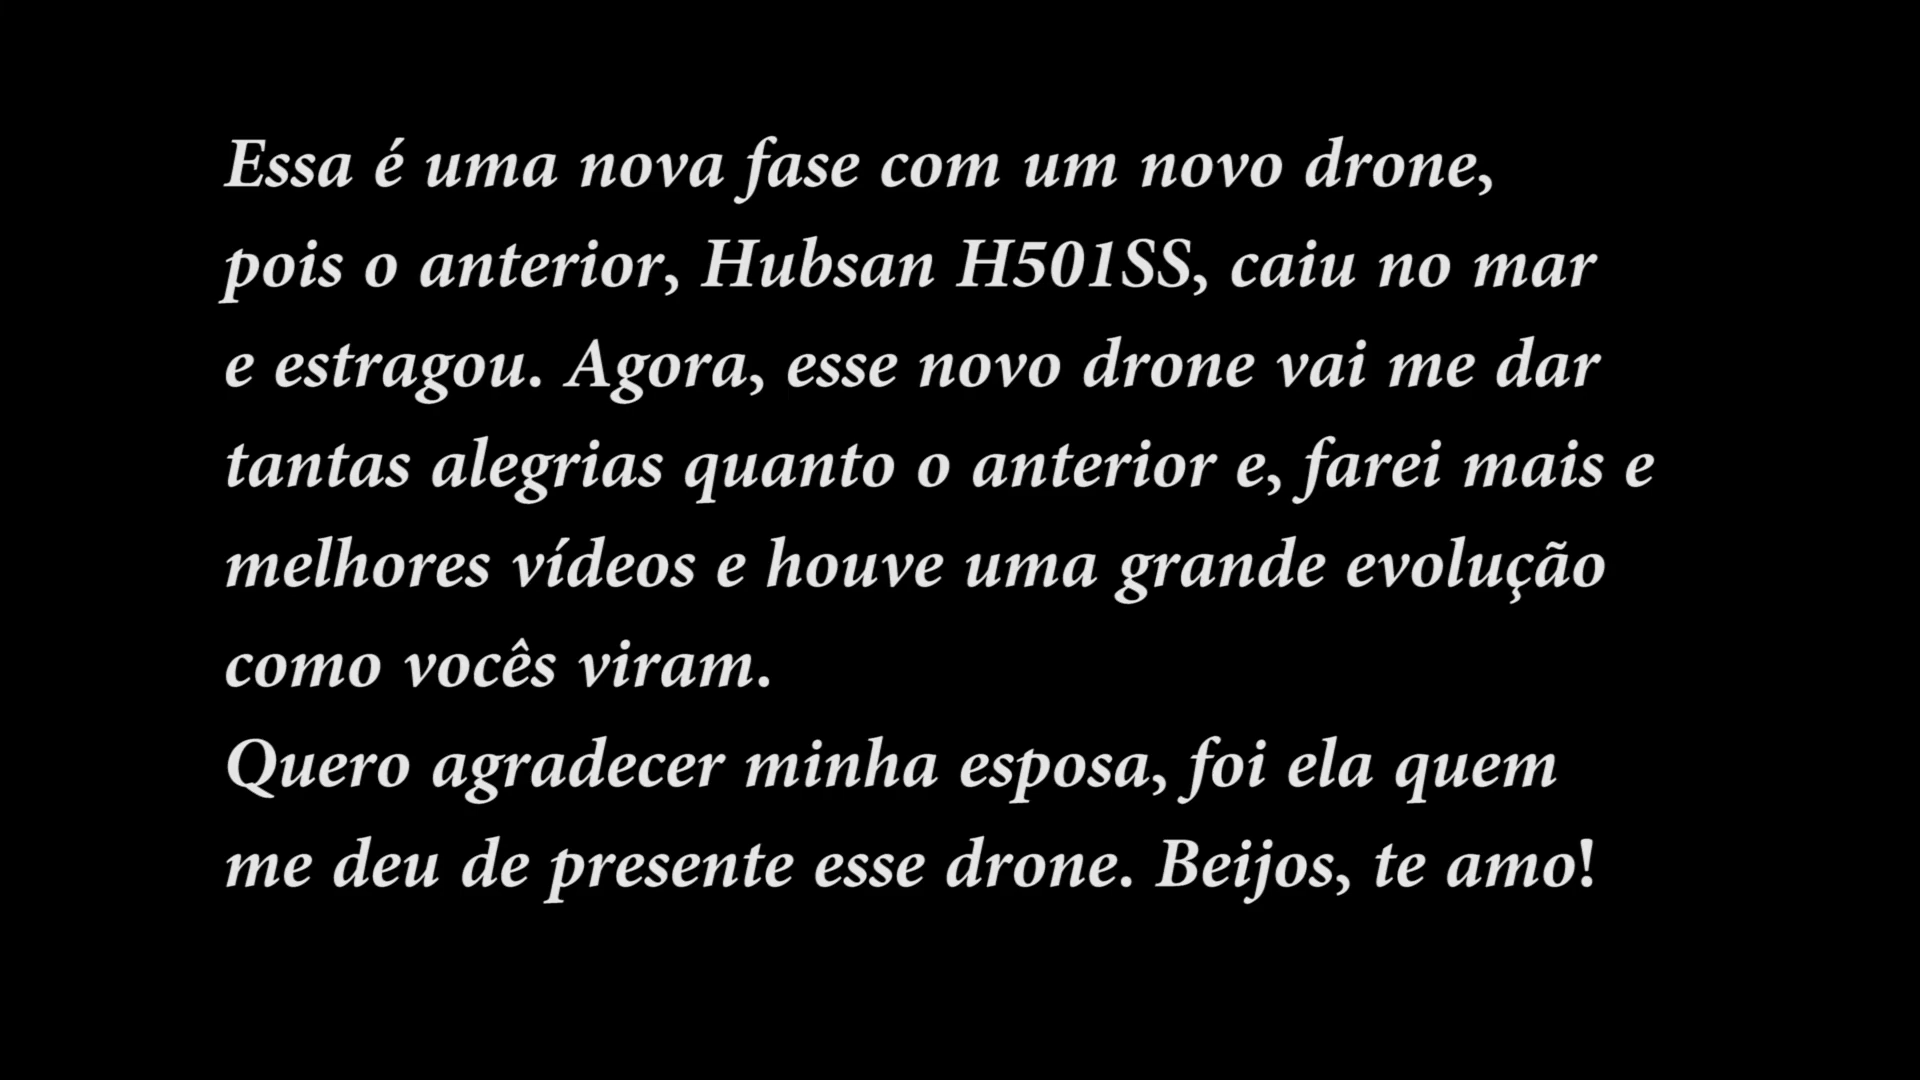 Essa é uma nova fase com um novo drone,
pois o anterior, Hubsan H501SS, caiu no mar
e estragou. Agora, esse novo drone vai me dar
tantas alegrias quanto o anterior e, farei mais e
melhores vídeos e houve uma grande evolução
como vocês viram.
Quero agradecer minha esposa, foi ela quem
me deu de presente esse drone. Beijos, te amo!